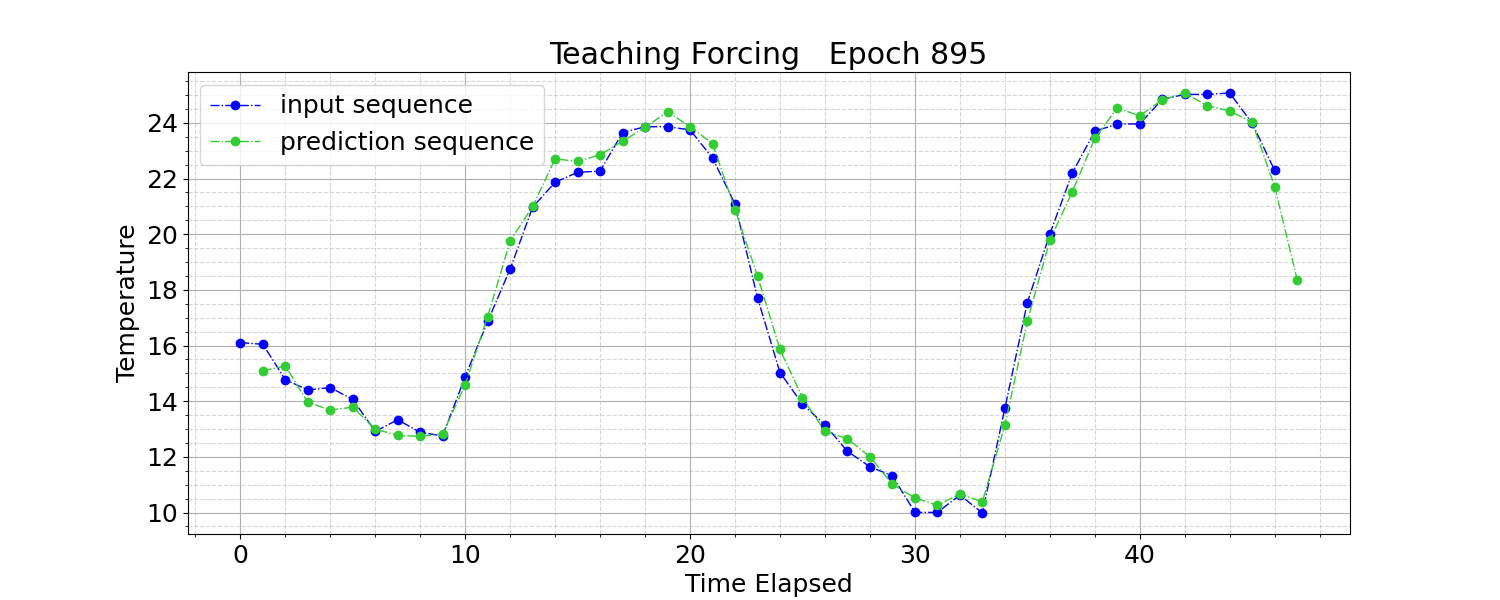 Teaching Forcing   Epoch 895
input sequence
prediction sequence
Temperature
24
22
20
18
16
14
12
10
0 10 20 30 40
Time Elapsed